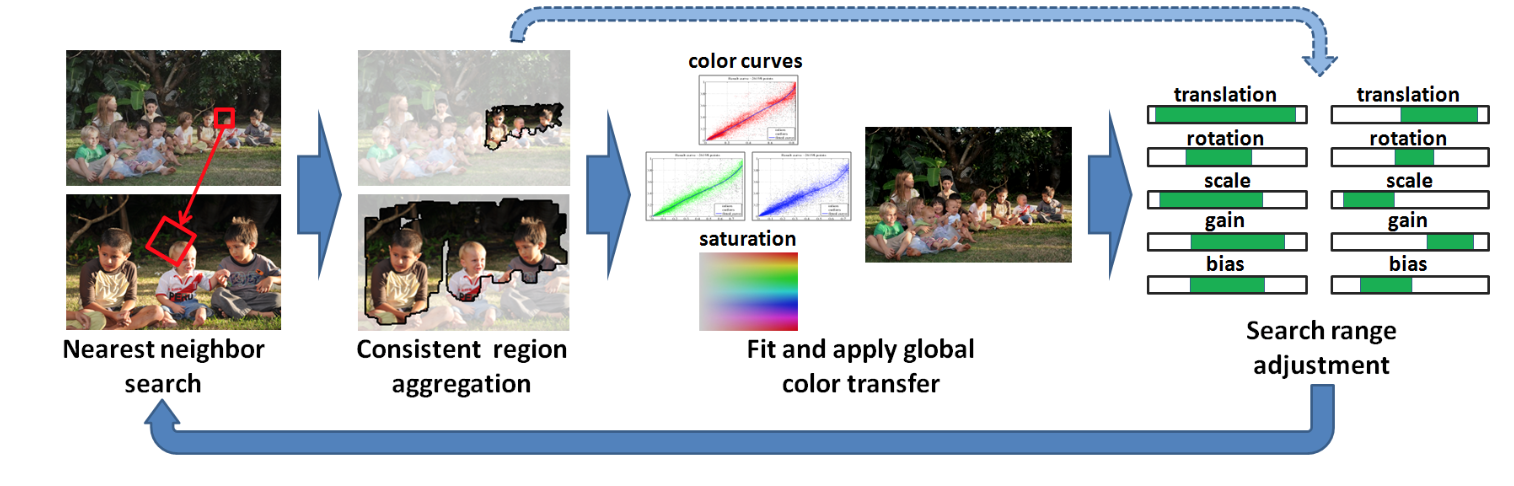 color curves
saturation
translation
rotation
scale
gain
bias
translation
rotation
scale
gain
bias
Nearest neighbor
search
Consistent region
aggregation
Fit and apply global
color transfer
Search range
adjustment